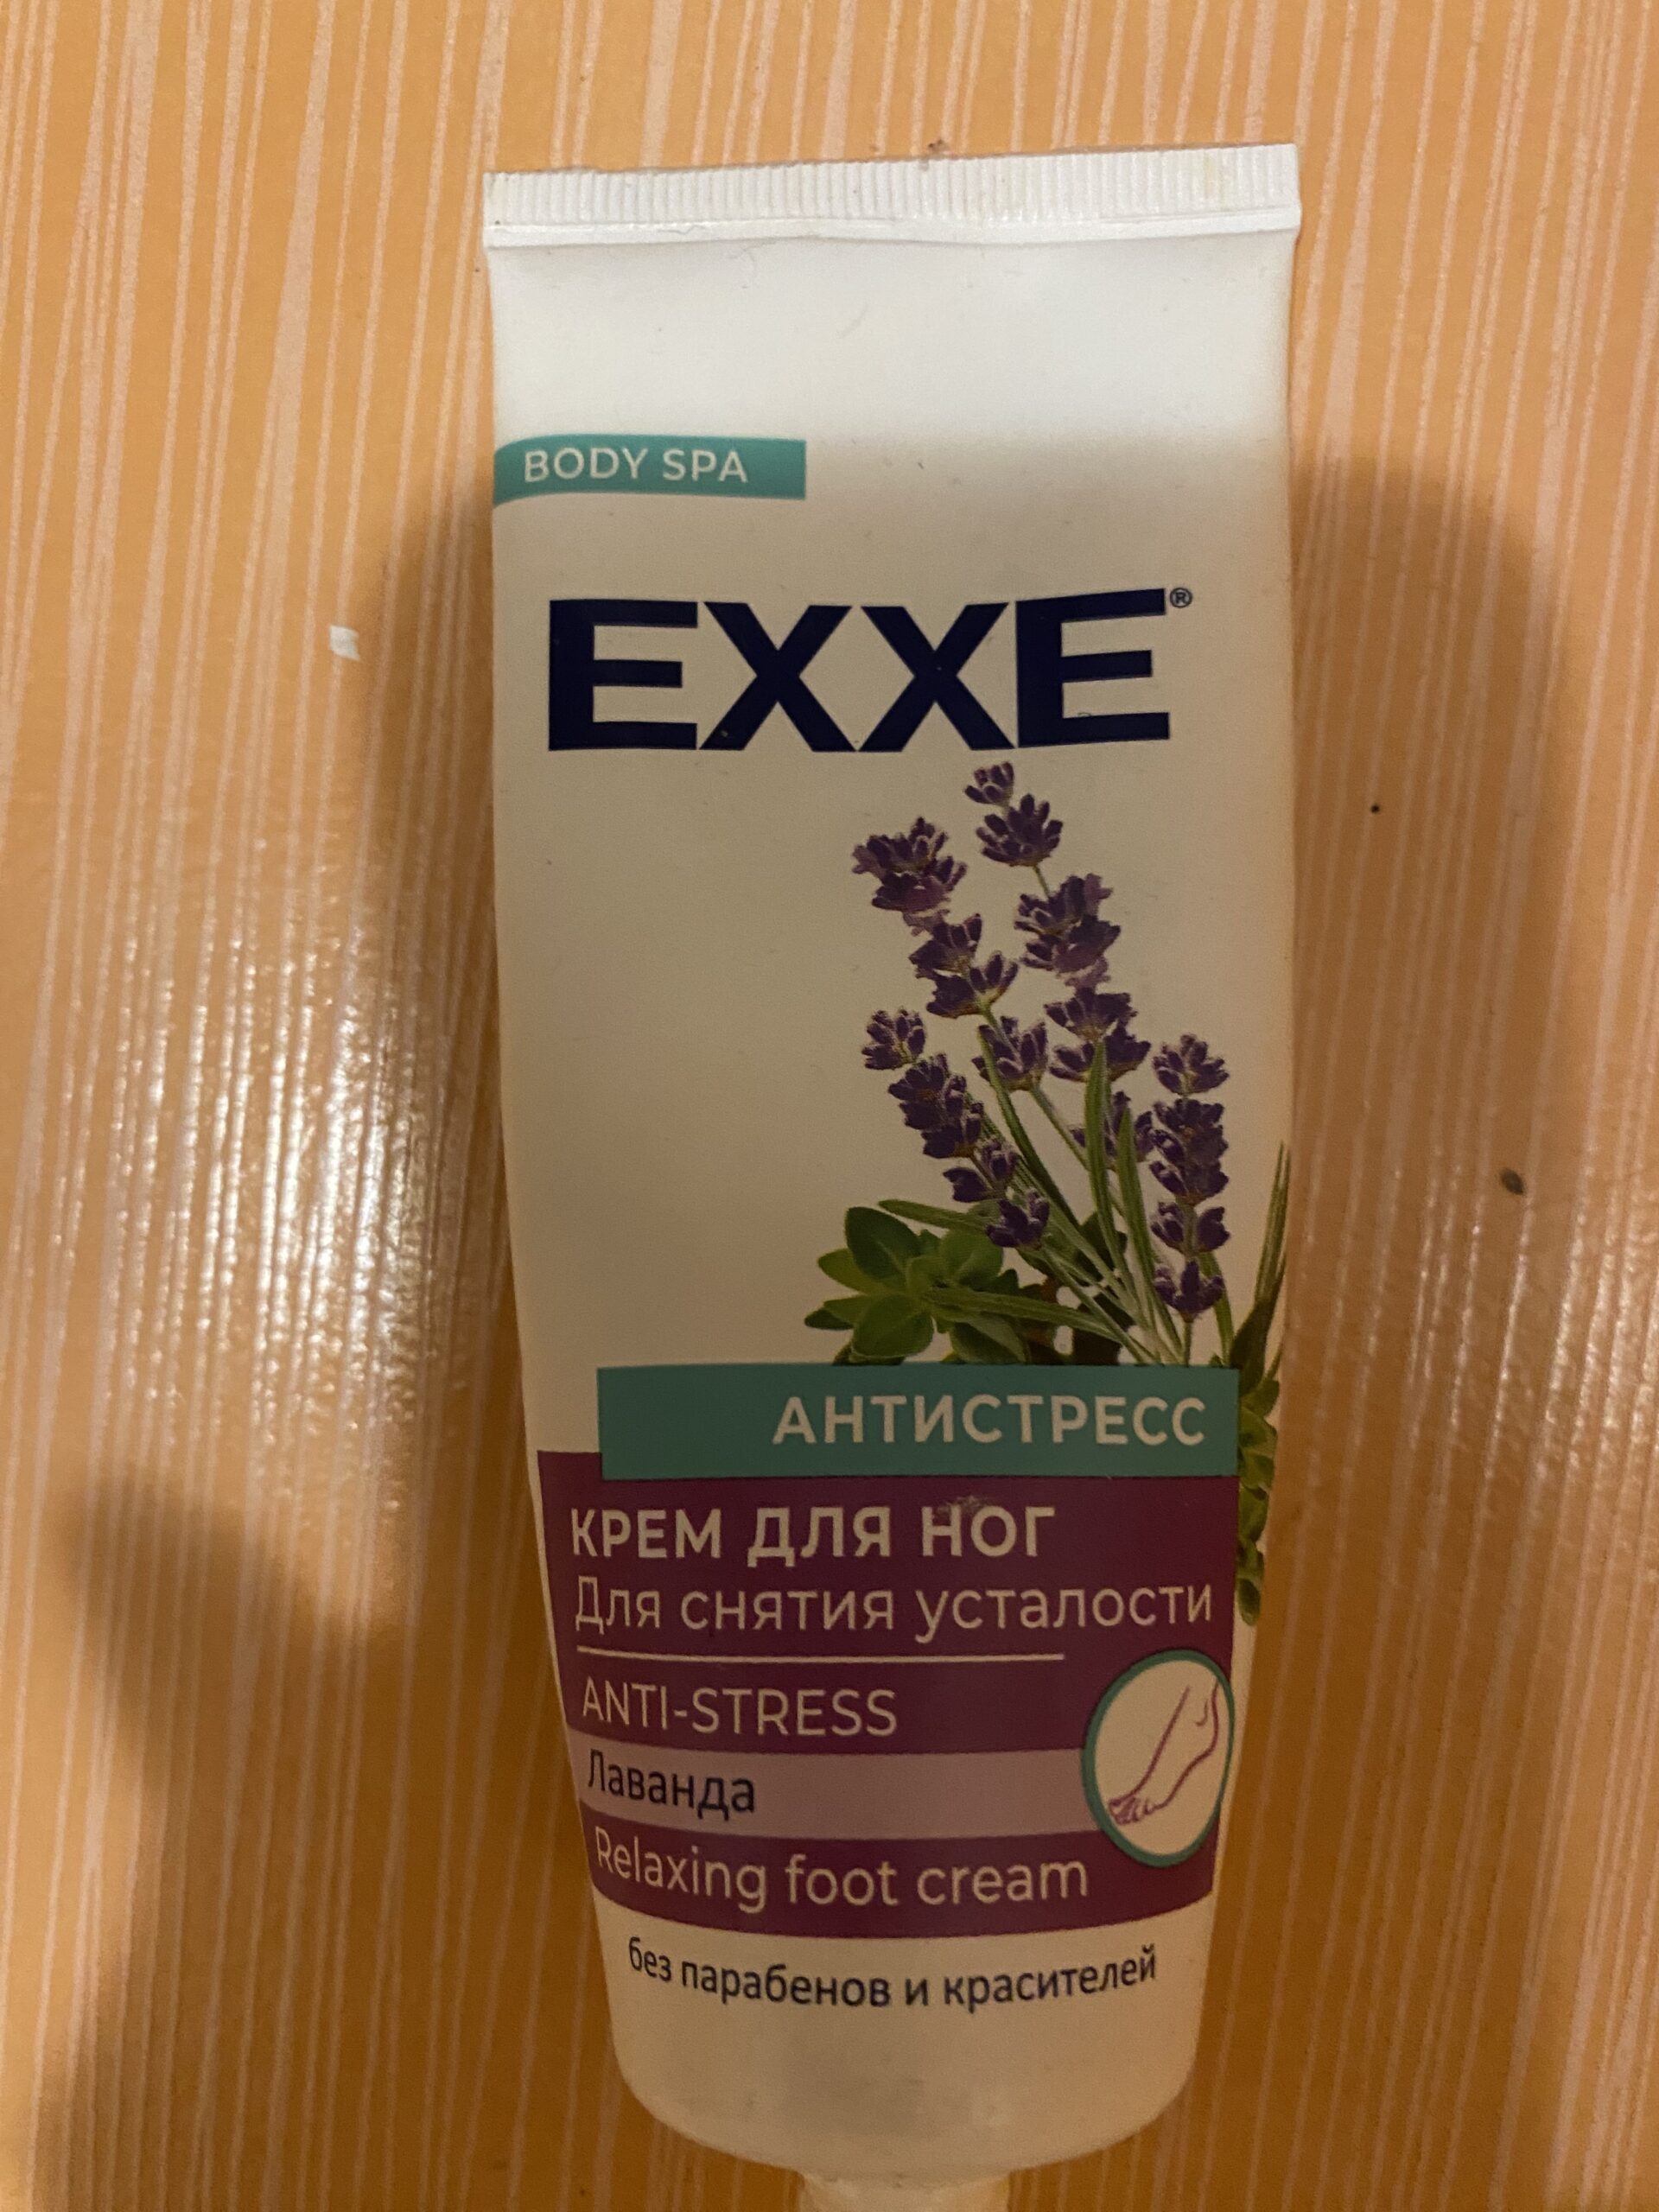 BODY SPA
EXXE®
АНТИСТРЕСС
КРЕМ ДЛЯ НОГ
Для снятия усталости
ANTI-STRESS
Лаванда
Relaxing foot cream
без парабенов и красителей